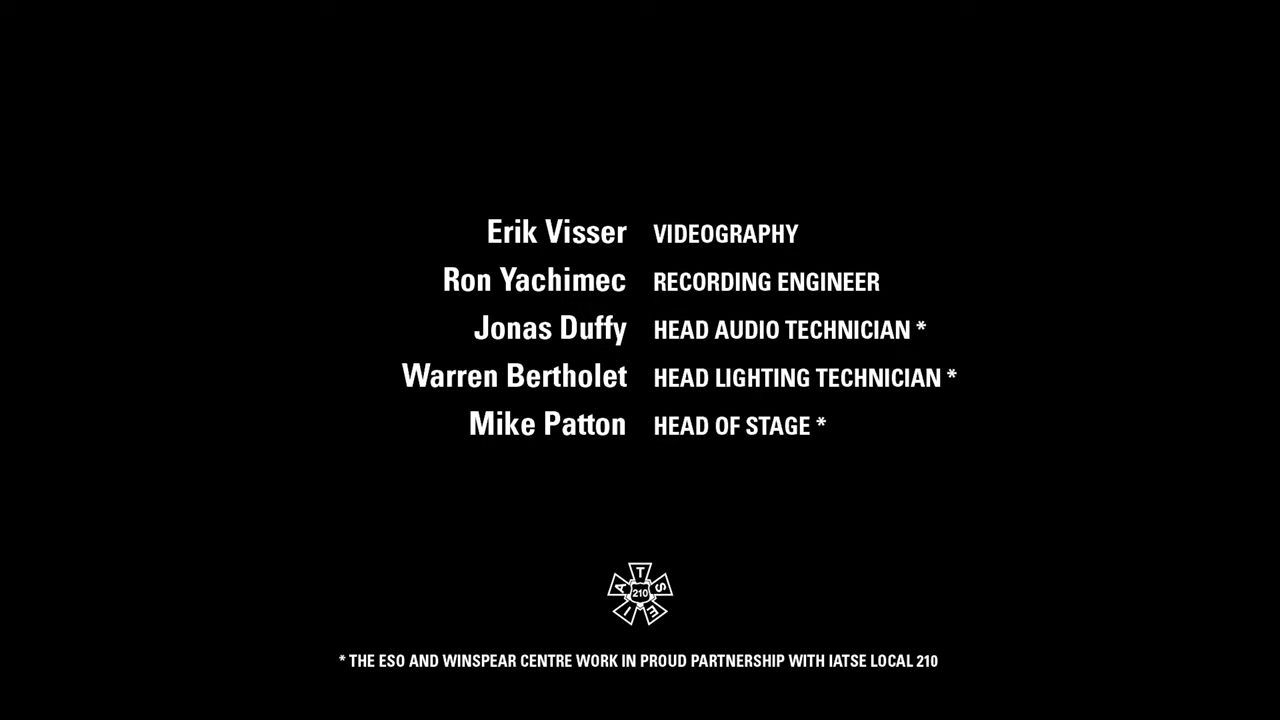 Erik Visser VIDEOGRAPHY
Ron Yachimec RECORDING ENGINEER
Jonas Duffy HEAD AUDIO TECHNICIAN *
Warren Bertholet HEAD LIGHTING TECHNICIAN *
Mike Patton HEAD OF STAGE *
I A T S E
210
* THE ESO AND WINSPEAR CENTRE WORK IN PROUD PARTNERSHIP WITH IATSE LOCAL 210